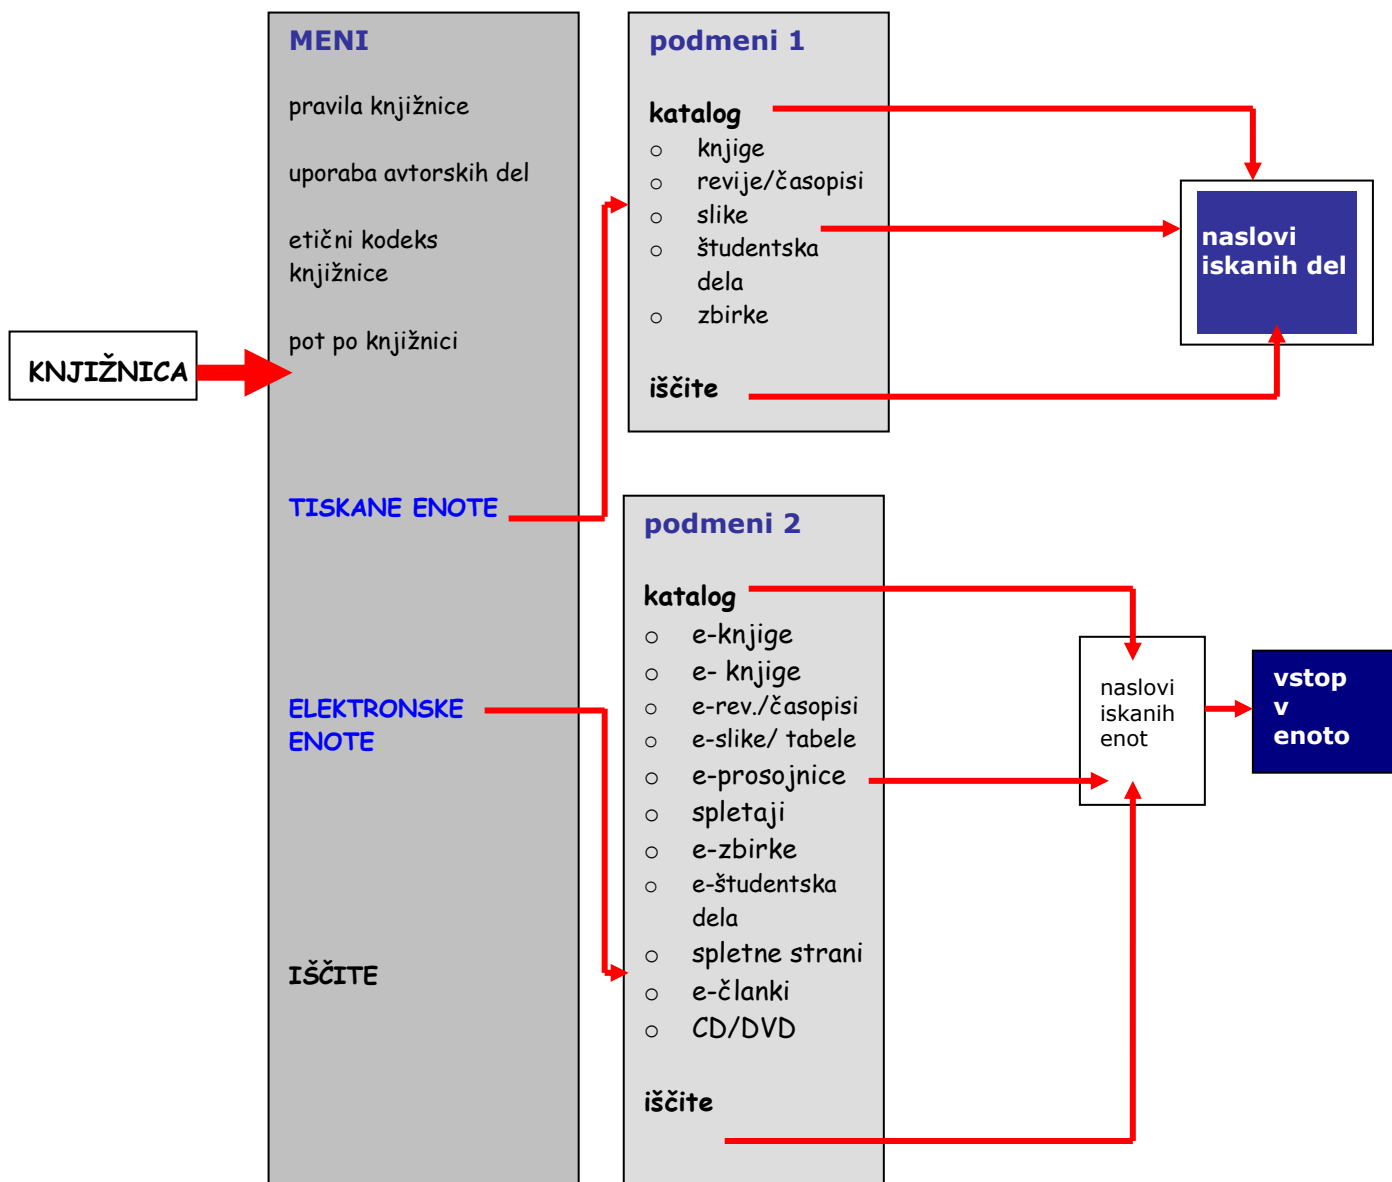 KNJIŽNICA
MENI
pravila knjižnice
uporaba avtorskih del
etični kodeks
knjižnice
pot po knjižnici
TISKANE ENOTE
ELEKTRONSKE
ENOTE
IŠČITE
podmeni 1
katalog
o knjige
o revije/časopisi
o slike
o študentska
dela
o zbirke
iščite
naslovi
iskanih del
podmeni 2
katalog
o e-knjige
o e- knjige
o e-rev./časopisi
o e-slike/ tabele
o e-prosojnice
o spletaji
o e-zbirke
o e-študentska
dela
o spletne strani
o e-članki
o CD/DVD
iščite
naslovi
iskanih
enot
vstop
v
enoto